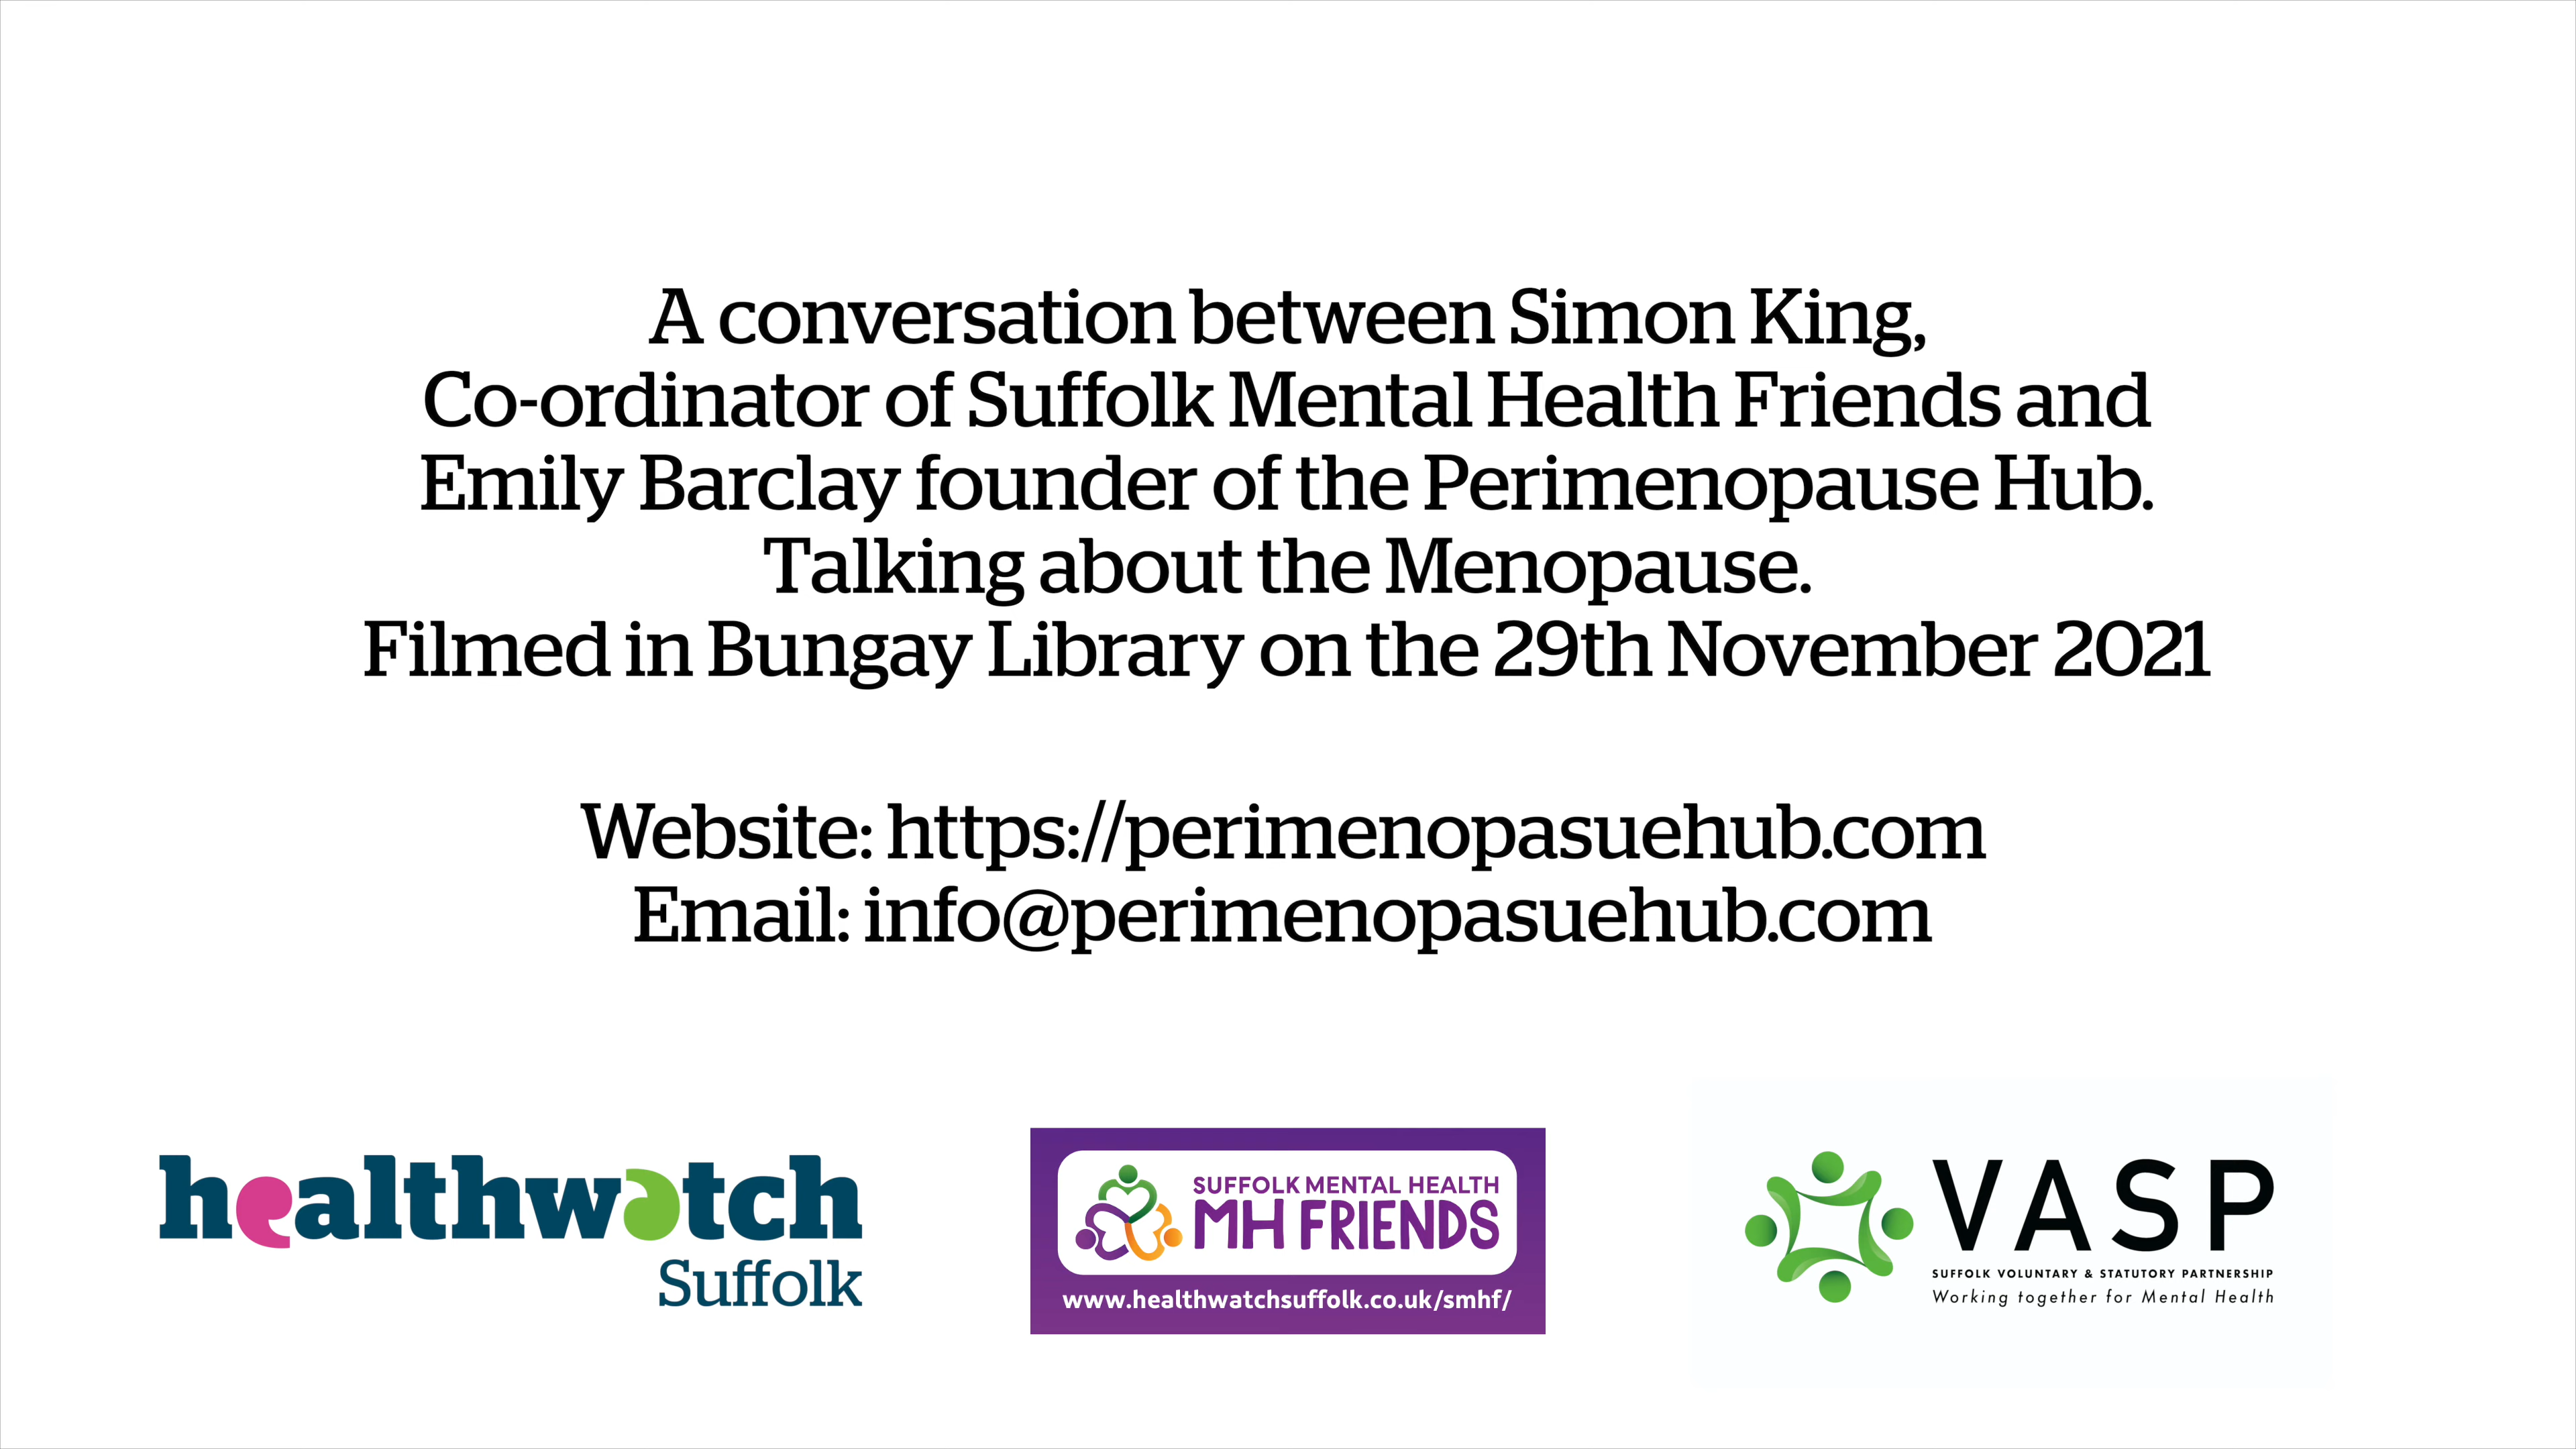 A conversation between Simon King,
Co-ordinator of Suffolk Mental Health Friends and
Emily Barclay founder of the Perimenopause Hub.
Talking about the Menopause.
Filmed in Bungay Library on the 29th November 2021
Website: https://perimenopasuehub.com
Email: info@perimenopasuehub.com
healthwatch
Suffolk
SUFFOLK MENTAL HEALTH
MH FRIENDS
www.healthwatchsuffolk.co.uk/smhf/
VASP
SUFFOLK VOLUNTARY & STATUTORY PARTNERSHIP
Working together for Mental Health